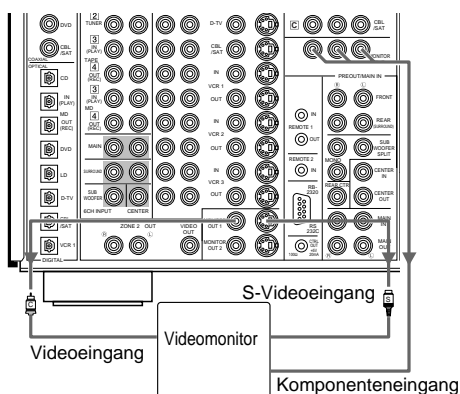 DVD
CBL
/SAT
COAXIAL
OPTICAL
CD
IN
(PLAY)
MD
OUT
(REC)
DVD
LD
D-TV
/SAT
VCR 1
DIGITAL
2
TUNER
3
IN
(PLAY)
TAPE
4
OUT
(REC)
3
IN
(PLAY)
MD
4
OUT
(REC)
MAIN
SURROUND
SUB
WOOFER
6CH INPUT
CENTER
ZONE 2 OUT
R
L
VIDEO
OUT
D-TV
CBL
/SAT
IN
VCR 1
OUT
IN
VCR 2
OUT
IN
VCR 3
OUT
OUT 1
MONITOR
OUT 2
C
CBL
/SAT
MONITOR
PREOUT/MAIN IN
R
L
FRONT
REAR
(SURROUND)
SUB
WOOFER
SPLIT
MONO
CENTER
IN
REAR CTR
CENTER
OUT
MAIN
IN
MAIN
OUT
R
L
IN
REMOTE 1
OUT
REMOTE 2
IN
RB-
2320
RS
232C
CTRL
OUT
+5V
20mA
100Ω
C
S
S-Videoeingang
Videoeingang
Videomonitor
Komponenteneingang